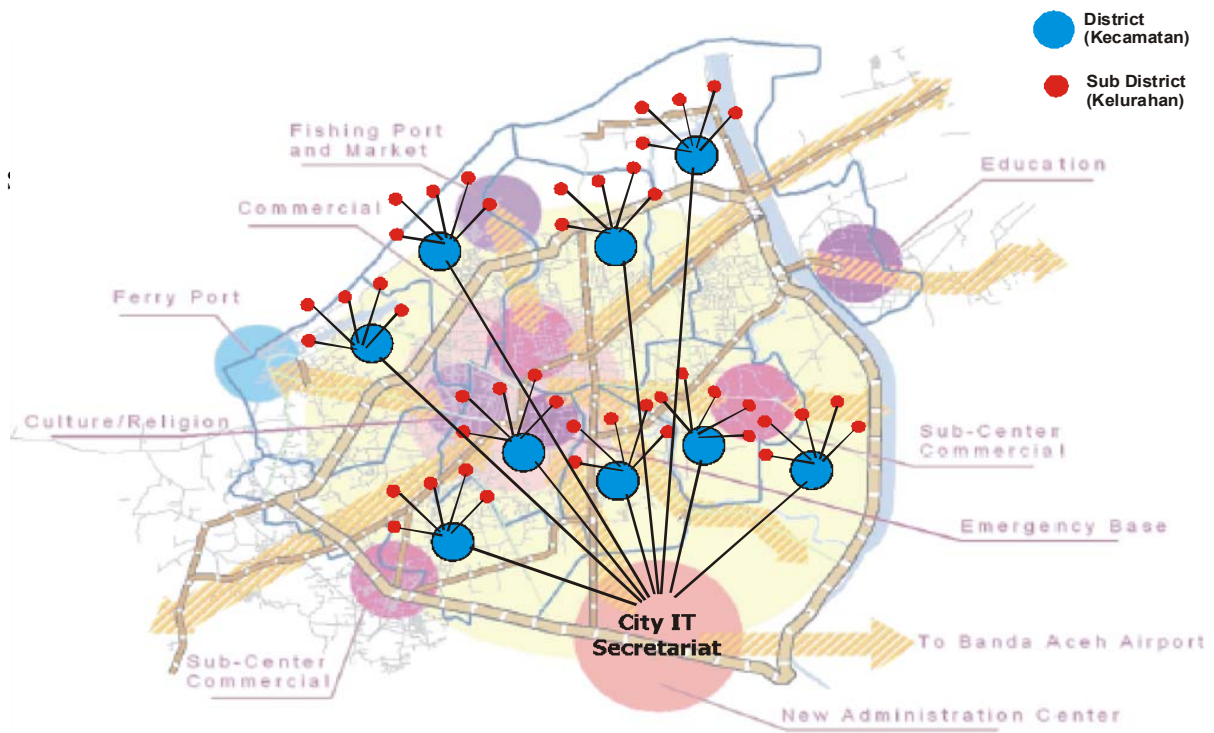 District
(Kecamatan)
Sub District
(Kelurahan)
Fishing Port
and Market
Education
Commercial
Ferry Port
Culture/Religion
Sub-Center
Commercial
Emergency Base
City IT
Secretariat
To Banda Aceh Airport
Sub-Center
Commercial
New Administration Center